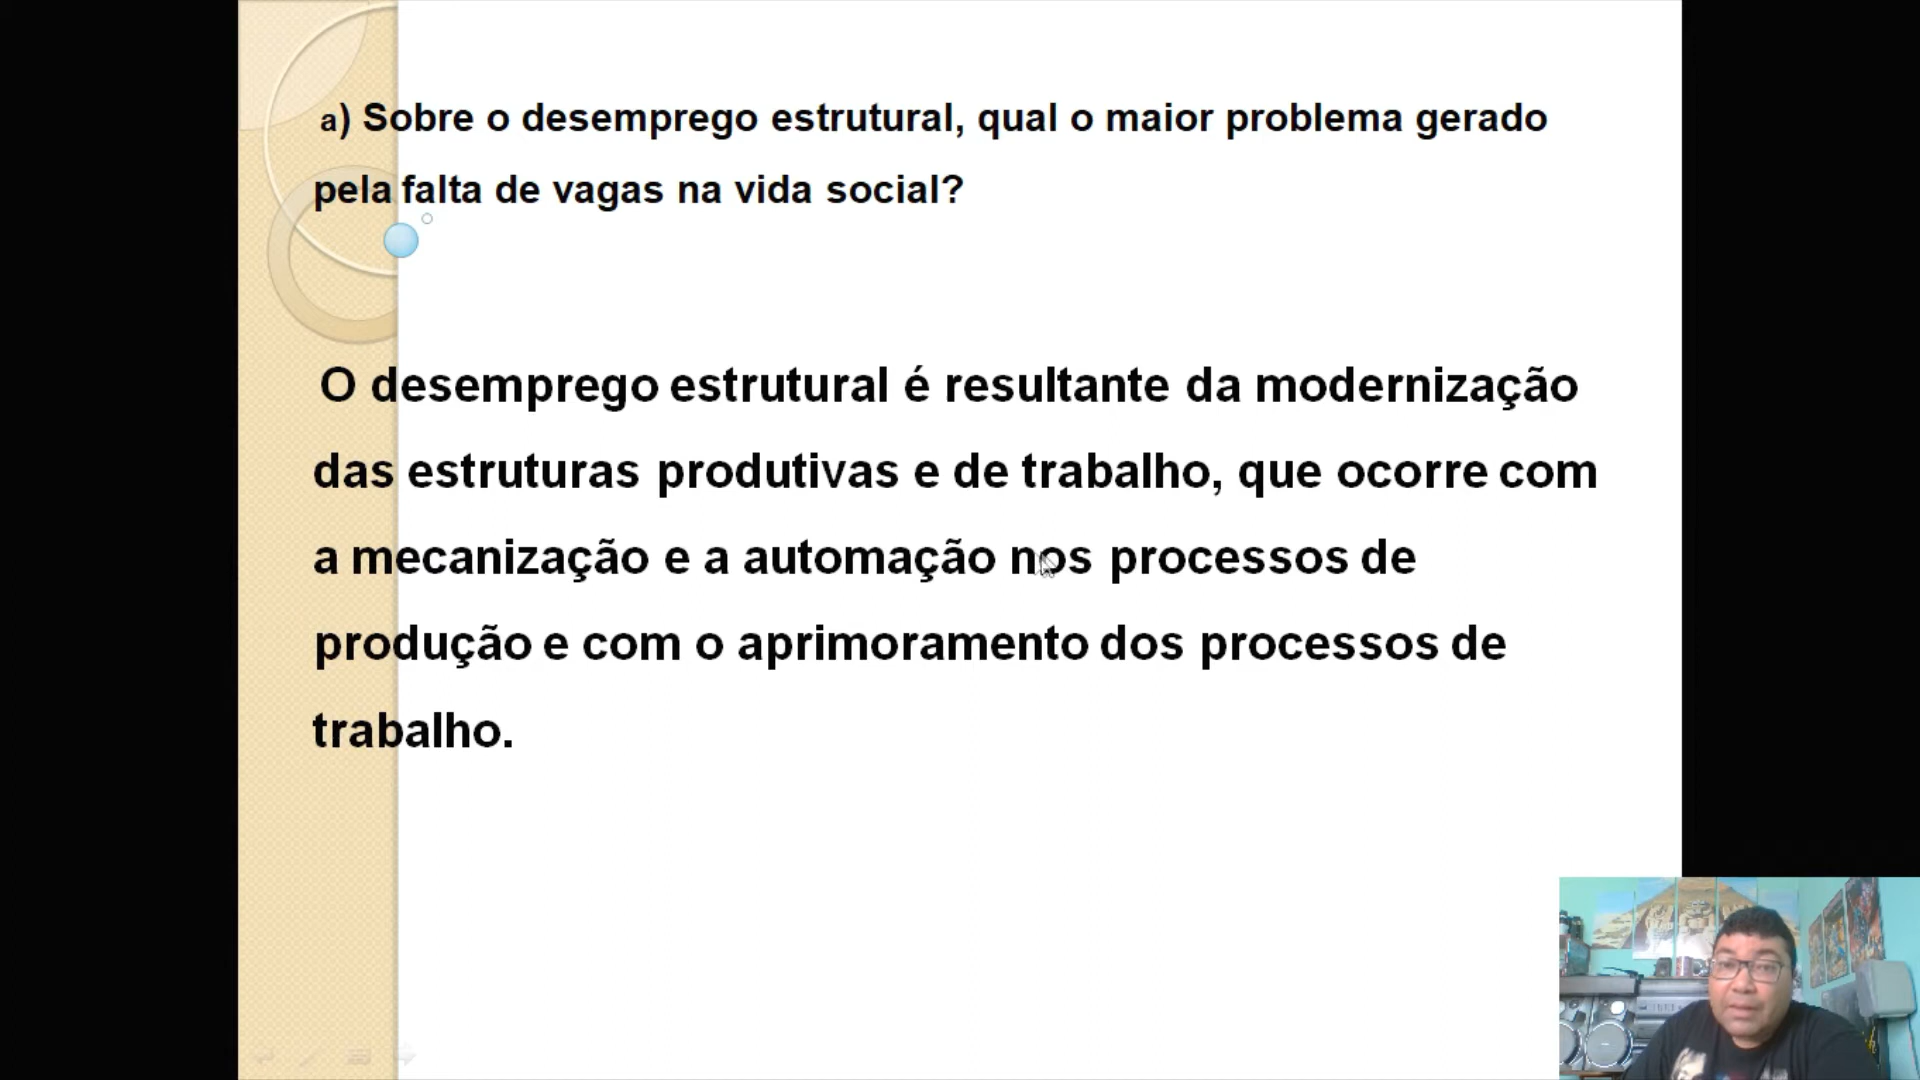 a) Sobre o desemprego estrutural, qual o maior problema gerado
pela falta de vagas na vida social?
O desemprego estrutural é resultante da modernização
das estruturas produtivas e de trabalho, que ocorre com
a mecanização e a automação nos processos de
produção e com o aprimoramento dos processos de
trabalho.